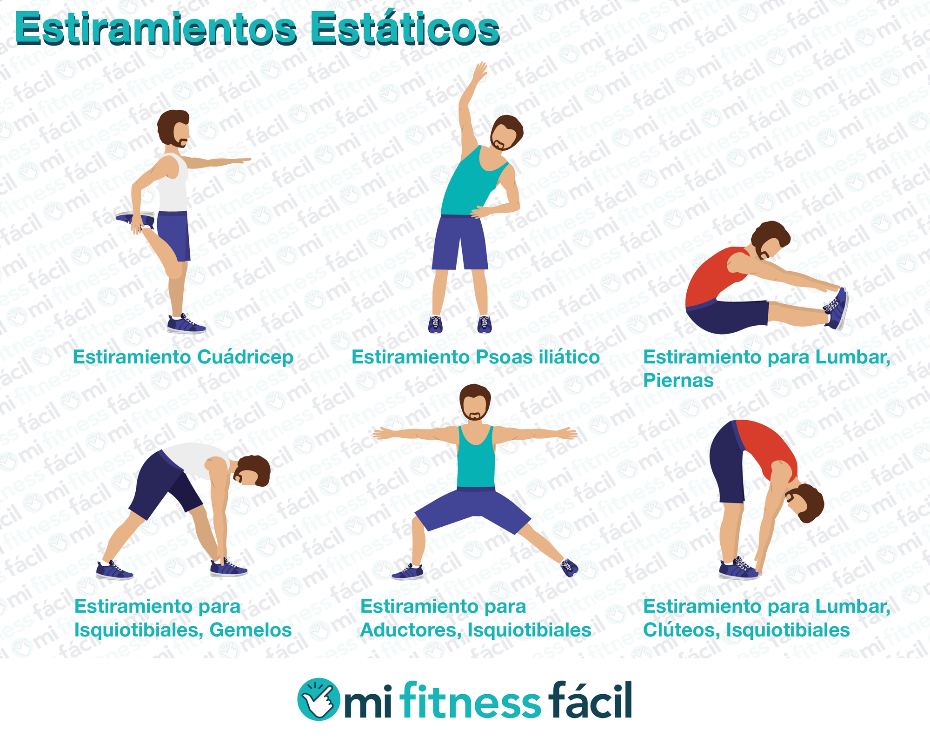 Estiramientos Estáticos
Estiramiento Cuádricep
Estiramiento Psoas iliático
Estiramiento para Lumbar,
Piernas
Estiramiento para
Isquiotibiales, Gemelos
Estiramiento para
Aductores, Isquiotibiales
Estiramiento para Lumbar,
Clúteos, Isquiotibiales
mi fitness fácil